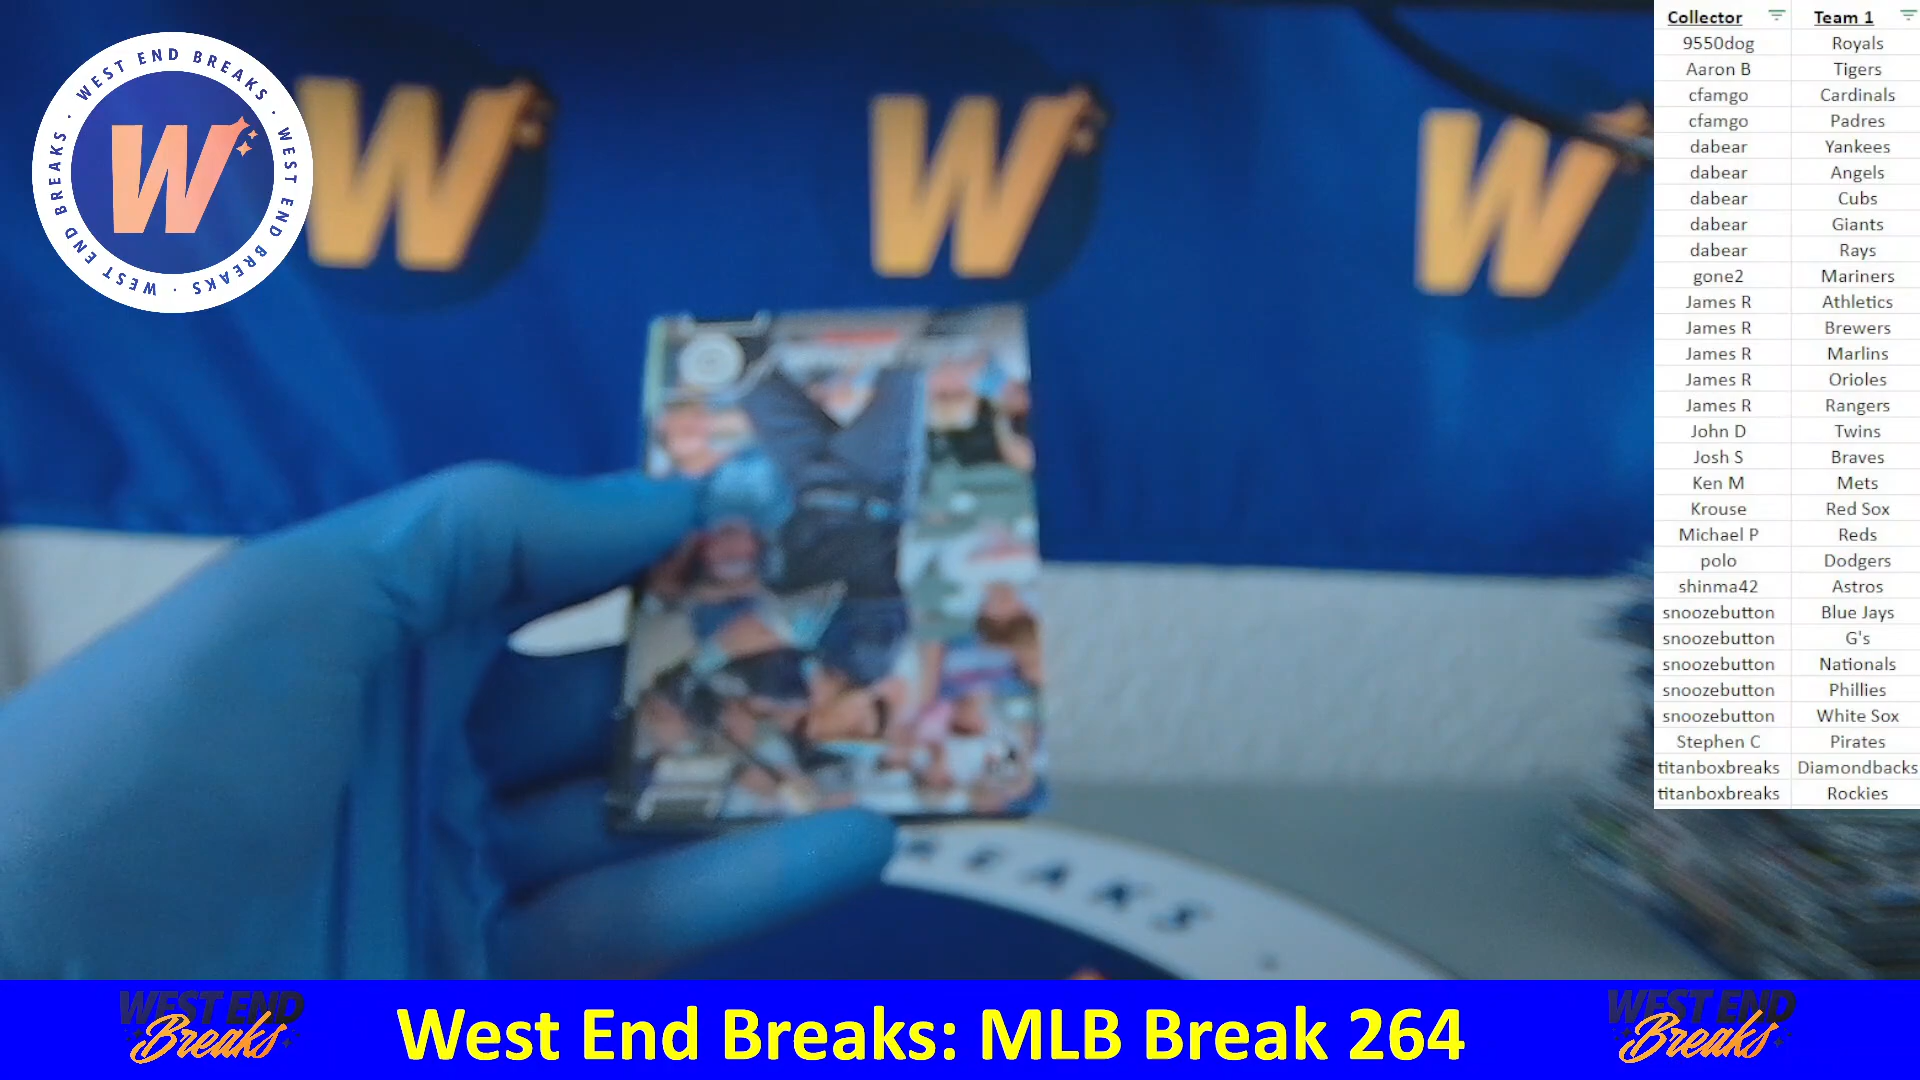 Collector Team 1
9550dog Royals
Aaron B Tigers
cfamgo Cardinals
cfamgo Padres
dabear Yankees
dabear Angels
dabear Cubs
dabear Giants
dabear Rays
gone2 Mariners
James R Athletics
James R Brewers
James R Marlins
James R Orioles
James R Rangers
John D Twins
Josh S Braves
Ken M Mets
Krouse Red Sox
Michael P Reds
polo Dodgers
shinma42 Astros
snoozebutton Blue Jays
snoozebutton G's
snoozebutton Nationals
snoozebutton Phillies
snoozebutton White Sox
Stephen C Pirates
titanboxbreaks Diamondbacks
titanboxbreaks Rockies
WEST END BREAKS · WEST END BREAKS · WEST END BREAKS ·
W
W
W
W
REAKS ·
WEST END
Breaks
West End Breaks: MLB Break 264
WEST END
Breaks